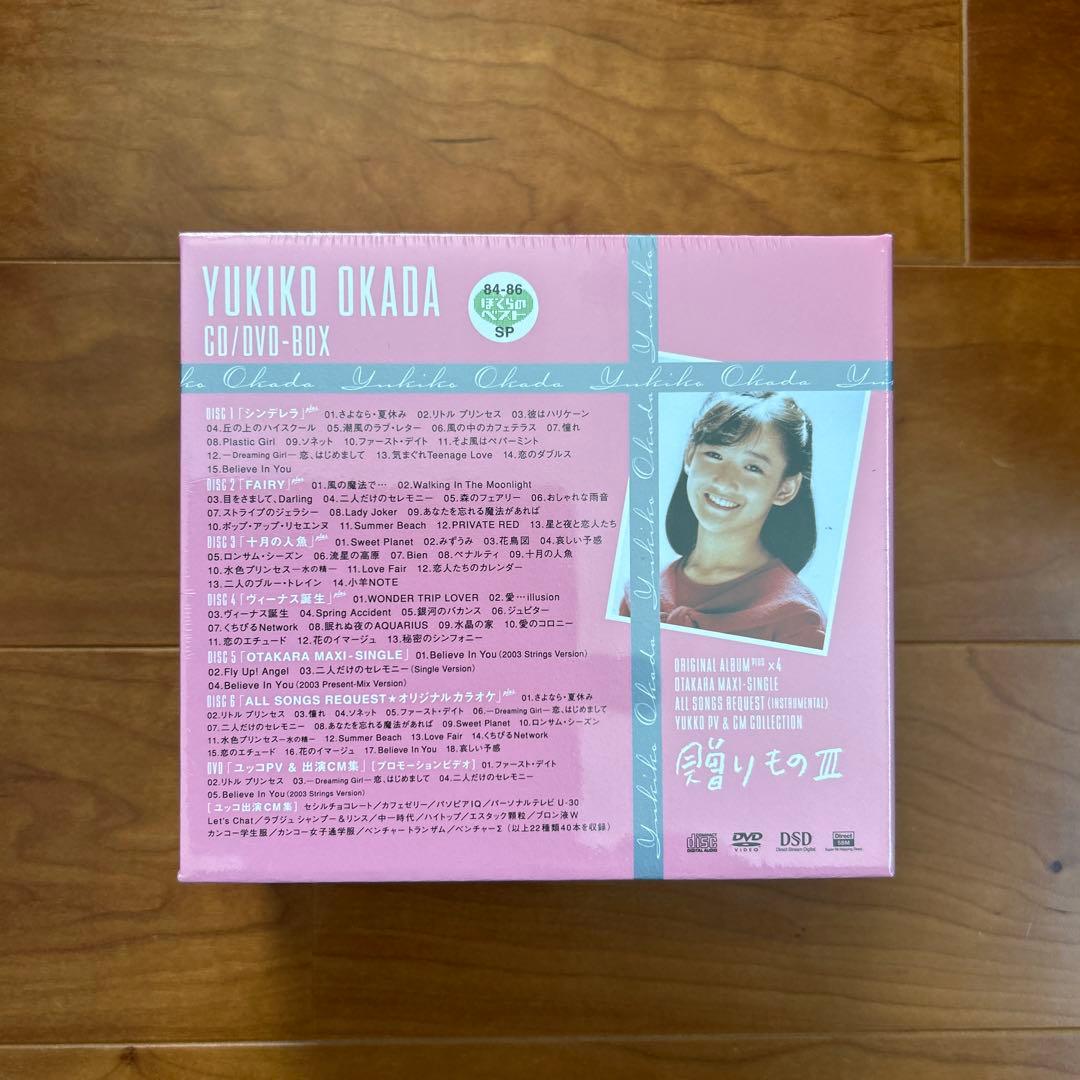 YUKIKO OKADA
CD/DVD-BOX
84-86
ぼくらの
ベスト
SP
ko Okada Yukiko Okada Yukiko Okada Yu
Yukiko Okada Yukiko Okada Yukiko
DISC 1「シンデレラ」plus 01.さよなら・夏休み 02.リトル プリンセス 03.彼はハリケーン
04.丘の上のハイスクール 05.潮風のラブ・レター 06.風の中のカフェテラス 07.憧れ
08.Plastic Girl 09.ソネット 10.ファースト・デイト 11.そよ風はペパーミント
12.—Dreaming Girl—恋、はじめまして 13.気まぐれTeenage Love 14.恋のダブルス
15.Believe In You
DISC 2「FAIRY」plus 01.風の魔法で… 02.Walking In The Moonlight
03.目をさまして、Darling 04.二人だけのセレモニー 05.森のフェアリー 06.おしゃれな雨音
07.ストライプのジェラシー 08.Lady Joker 09.あなたを忘れる魔法があれば
10.ポップ・アップ・リセエンヌ 11.Summer Beach 12.PRIVATE RED 13.星と夜と恋人たち
DISC 3「十月の人魚」plus 01.Sweet Planet 02.みずうみ 03.花鳥図 04.哀しい予感
05.ロンサム・シーズン 06.流星の高原 07.Bien 08.ペナルティ 09.十月の人魚
10.水色プリンセス—水の精— 11.Love Fair 12.恋人たちのカレンダー
13.二人のブルー・トレイン 14.小羊NOTE
DISC 4「ヴィーナス誕生」plus 01.WONDER TRIP LOVER 02.愛…illusion
03.ヴィーナス誕生 04.Spring Accident 05.銀河のバカンス 06.ジュピター
07.くちびるNetwork 08.眠れぬ夜のAQUARIUS 09.水晶の家 10.愛のコロニー
11.恋のエチュード 12.花のイマージュ 13.秘密のシンフォニー
DISC 5「OTAKARA MAXI-SINGLE」 01.Believe In You (2003 Strings Version)
02.Fly Up! Angel 03.二人だけのセレモニー (Single Version)
04.Believe In You (2003 Present-Mix Version)
DISC 6「ALL SONGS REQUEST★オリジナルカラオケ」plus 01.さよなら・夏休み
02.リトル プリンセス 03.憧れ 04.ソネット 05.ファースト・デイト 06.—Dreaming Girl—恋、はじめまして
07.二人だけのセレモニー 08.あなたを忘れる魔法があれば 09.Sweet Planet 10.ロンサム・シーズン
11.水色プリンセス—水の精— 12.Summer Beach 13.Love Fair 14.くちびるNetwork
15.恋のエチュード 16.花のイマージュ 17.Believe In You 18.哀しい予感
DVD「ユッコPV & 出演CM集」[プロモーションビデオ] 01.ファースト・デイト
02.リトル プリンセス 03.—Dreaming Girl—恋、はじめまして 04.二人だけのセレモニー
05.Believe In You (2003 Strings Version)
[ユッコ出演CM集] セシルチョコレート／カフェゼリー／パソピアIQ／パーソナルテレビ U-30
Let's Chat／ラブジュ シャンプー&リンス／中一時代／ハイトップ／エスタック顆粒／ブロン液W
カンコー学生服／カンコー女子通学服／ベンチャートランザム／ベンチャーΣ (以上22種類40本を収録)
ORIGINAL ALBUM PLUS ×4
OTAKARA MAXI-SINGLE
ALL SONGS REQUEST (INSTRUMENTAL)
YUKKO PV & CM COLLECTION
贈りものIII
COMPACT disc DIGITAL AUDIO
DVD VIDEO
DSD Direct Stream Digital
Direct SBM Super Bit Mapping Direct